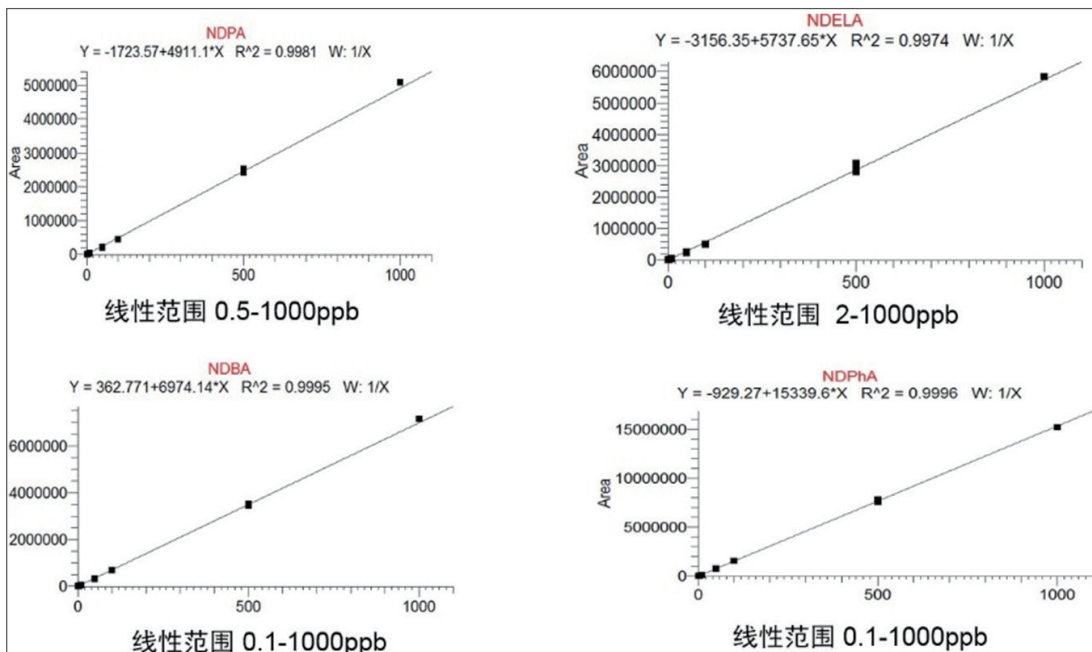 NDPA
Y = -1723.57+4911.1*X R^2 = 0.9981 W: 1/X
5000000
4000000
3000000
2000000
1000000
0
Area
0 500 1000
线性范围 0.5-1000ppb
NDELA
Y = -3156.35+5737.65*X R^2 = 0.9974 W: 1/X
6000000
5000000
4000000
3000000
2000000
1000000
0
Area
0 500 1000
线性范围 2-1000ppb
NDBA
Y = 362.771+6974.14*X R^2 = 0.9995 W: 1/X
6000000
4000000
2000000
0
0 500 1000
线性范围 0.1-1000ppb
NDPhA
Y = -929.27+15339.6*X R^2 = 0.9996 W: 1/X
15000000
10000000
5000000
0
Area
0 500 1000
线性范围 0.1-1000ppb